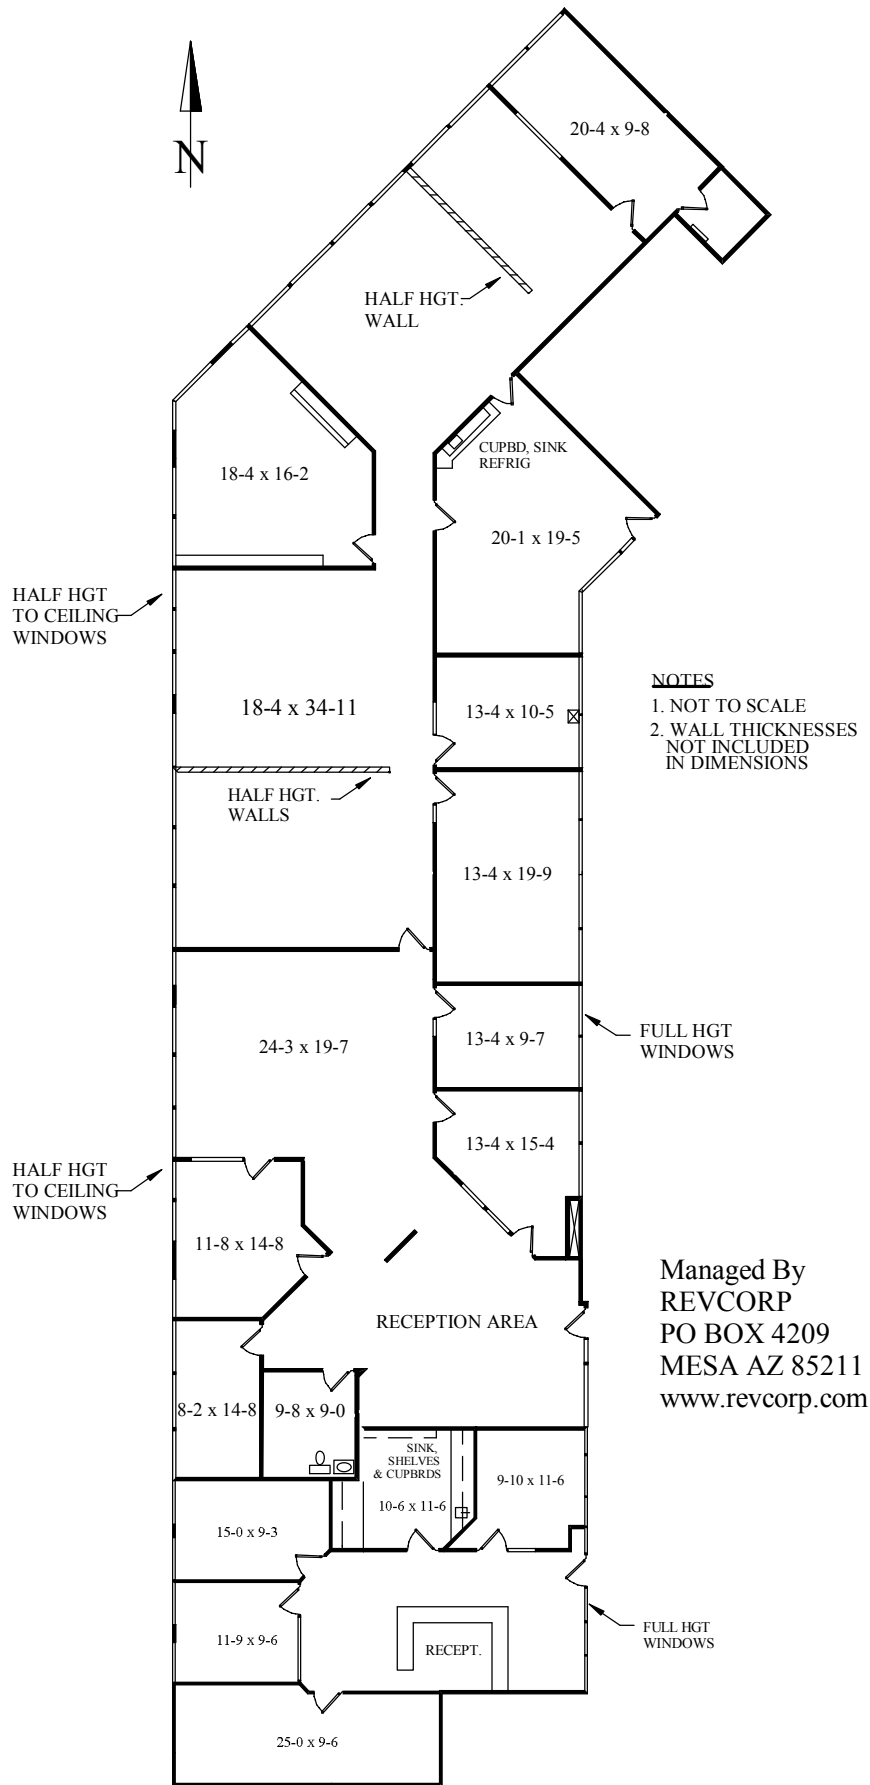 N
20-4 x 9-8
HALF HGT.
WALL
CUPBD, SINK
REFRIG
18-4 x 16-2
20-1 x 19-5
HALF HGT
TO CEILING
WINDOWS
18-4 x 34-11
13-4 x 10-5
NOTES
1. NOT TO SCALE
2. WALL THICKNESSES
NOT INCLUDED
IN DIMENSIONS
HALF HGT.
WALLS
13-4 x 19-9
24-3 x 19-7
13-4 x 9-7
FULL HGT
WINDOWS
13-4 x 15-4
HALF HGT
TO CEILING
WINDOWS
11-8 x 14-8
RECEPTION AREA
Managed By
REVCORP
PO BOX 4209
MESA AZ 85211
www.revcorp.com
8-2 x 14-8
9-8 x 9-0
SINK,
SHELVES
& CUPBRDS
10-6 x 11-6
9-10 x 11-6
15-0 x 9-3
11-9 x 9-6
RECEPT.
FULL HGT
WINDOWS
25-0 x 9-6